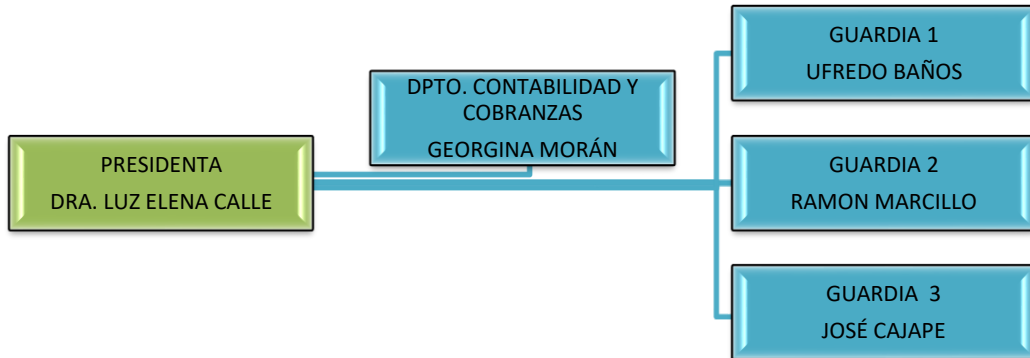 PRESIDENTA
DRA. LUZ ELENA CALLE
DPTO. CONTABILIDAD Y
COBRANZAS
GEORGINA MORÁN
GUARDIA 1
UFREDO BAÑOS
GUARDIA 2
RAMON MARCILLO
GUARDIA 3
JOSÉ CAJAPE